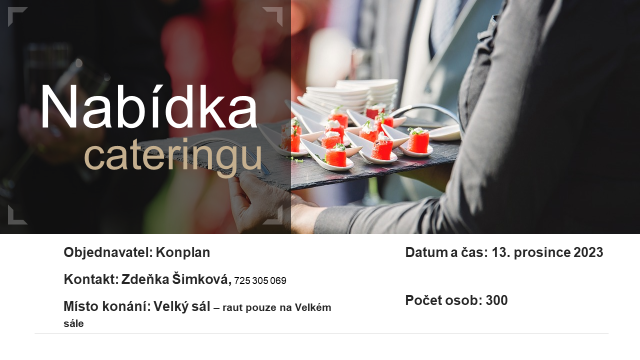 Nabídka
cateringu
Objednavatel: Konplan
Datum a čas: 13. prosince 2023
Kontakt: Zdeňka Šimková, 725 305 069
Počet osob: 300
Místo konání: Velký sál – raut pouze na Velkém
sále